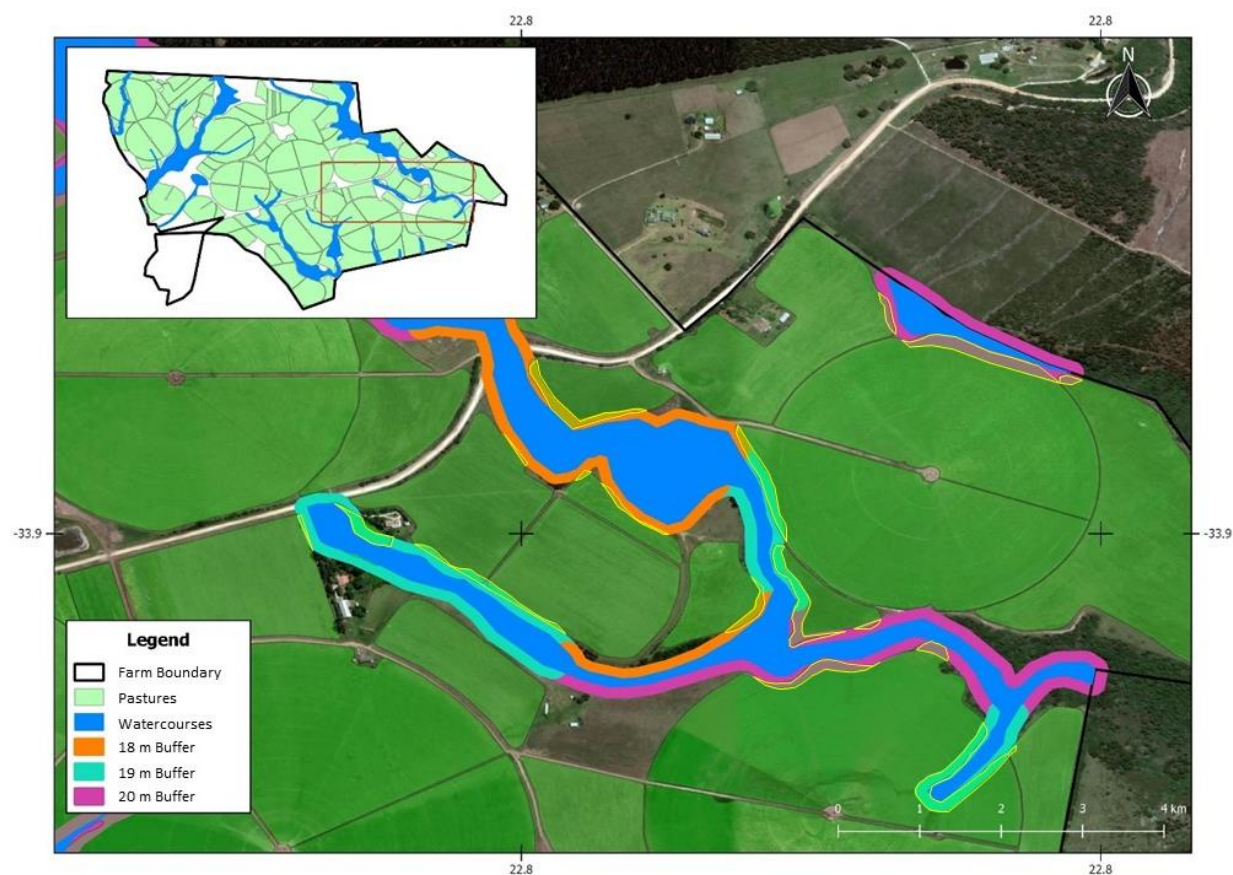 22.8 22.8
N
-33.9 -33.9
Legend
Farm Boundary
Pastures
Watercourses
18 m Buffer
19 m Buffer
20 m Buffer
0 1 2 3 4 km
22.8 22.8